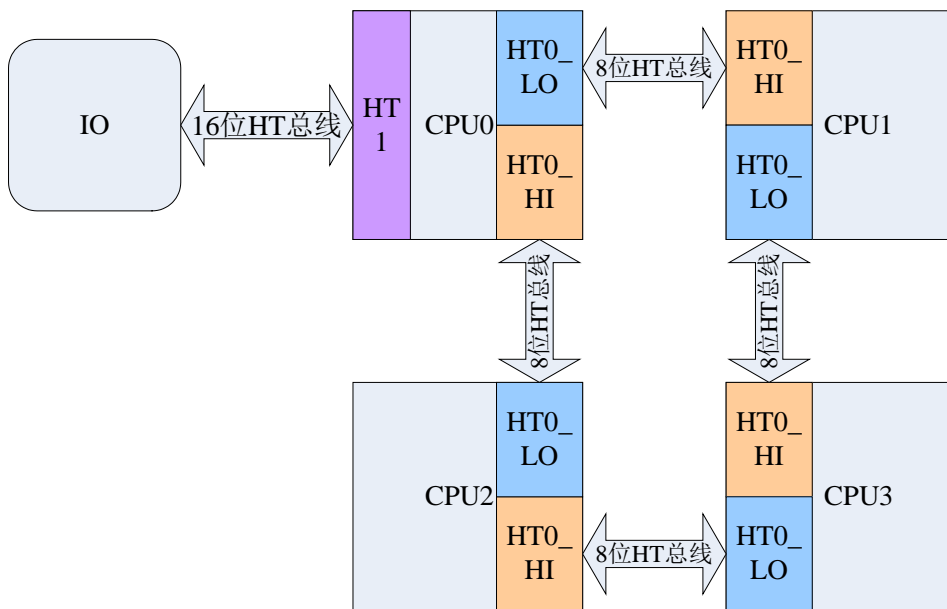 IO
16位HT总线
HT
1
CPU0
HT0_
LO
HT0_
HI
8位HT总线
HT0_
HI
HT0_
LO
CPU1
8位HT总线
8位HT总线
CPU2
HT0_
LO
HT0_
HI
8位HT总线
HT0_
HI
HT0_
LO
CPU3